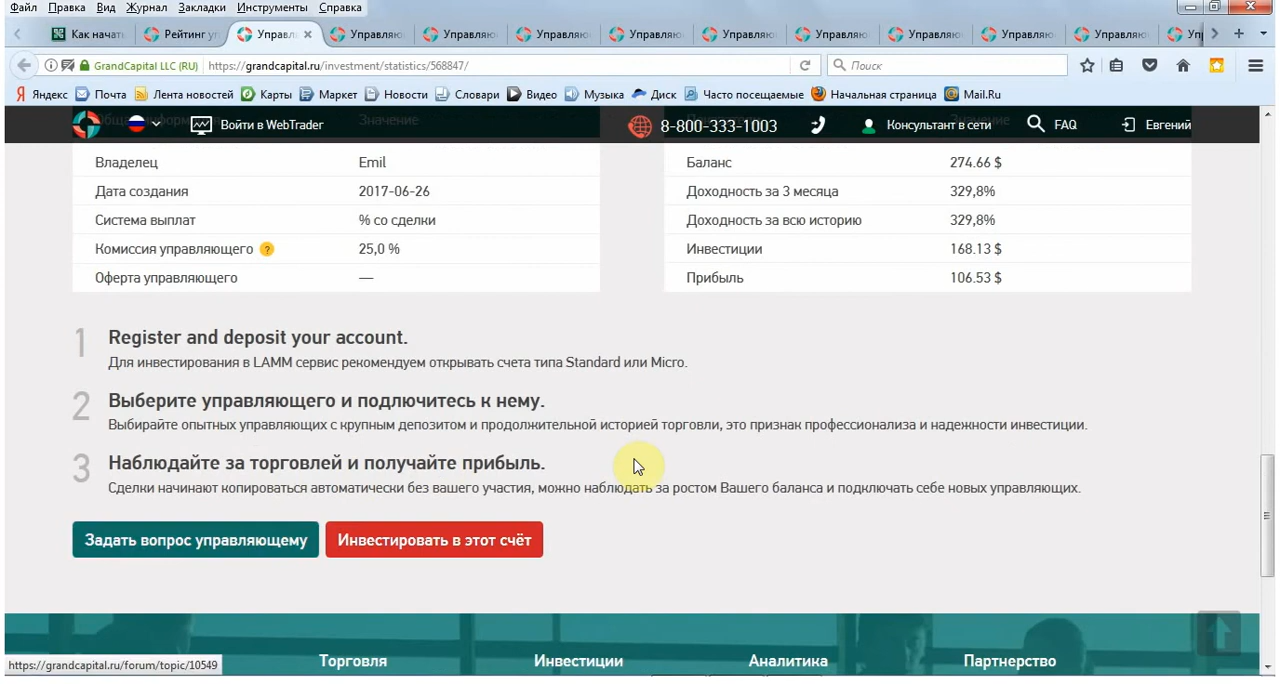 Файл Правка Вид Журнал Закладки Инструменты Справка
Как начать Рейтинг уп Управля Управляю Управляю Управляю Управляю Управляю Управляю Управляю Управляю Управляю Уп
GrandCapital LLC (RU) https://grandcapital.ru/investment/statistics/568847/ Поиск
Яндекс Почта Лента новостей Карты Маркет Новости Словари Видео Музыка Диск Часто посещаемые Начальная страница Mail.Ru
Войти в WebTrader Значение 8-800-333-1003 Консультант в сети FAQ Евгений
Владелец Emil Баланс 274.66 $
Дата создания 2017-06-26 Доходность за 3 месяца 329,8%
Система выплат % со сделки Доходность за всю историю 329,8%
Комиссия управляющего ? 25,0 % Инвестиции 168.13 $
Оферта управляющего — Прибыль 106.53 $
1 Register and deposit your account.
Для инвестирования в LAMM сервис рекомендуем открывать счета типа Standard или Micro.
2 Выберите управляющего и подлючитесь к нему.
Выбирайте опытных управляющих с крупным депозитом и продолжительной историей торговли, это признак профессионализма и надежности инвестиции.
3 Наблюдайте за торговлей и получайте прибыль.
Сделки начинают копироваться автоматически без вашего участия, можно наблюдать за ростом Вашего баланса и подключать себе новых управляющих.
Задать вопрос управляющему Инвестировать в этот счёт
https://grandcapital.ru/forum/topic/10549 Торговля Инвестиции Аналитика Партнерство